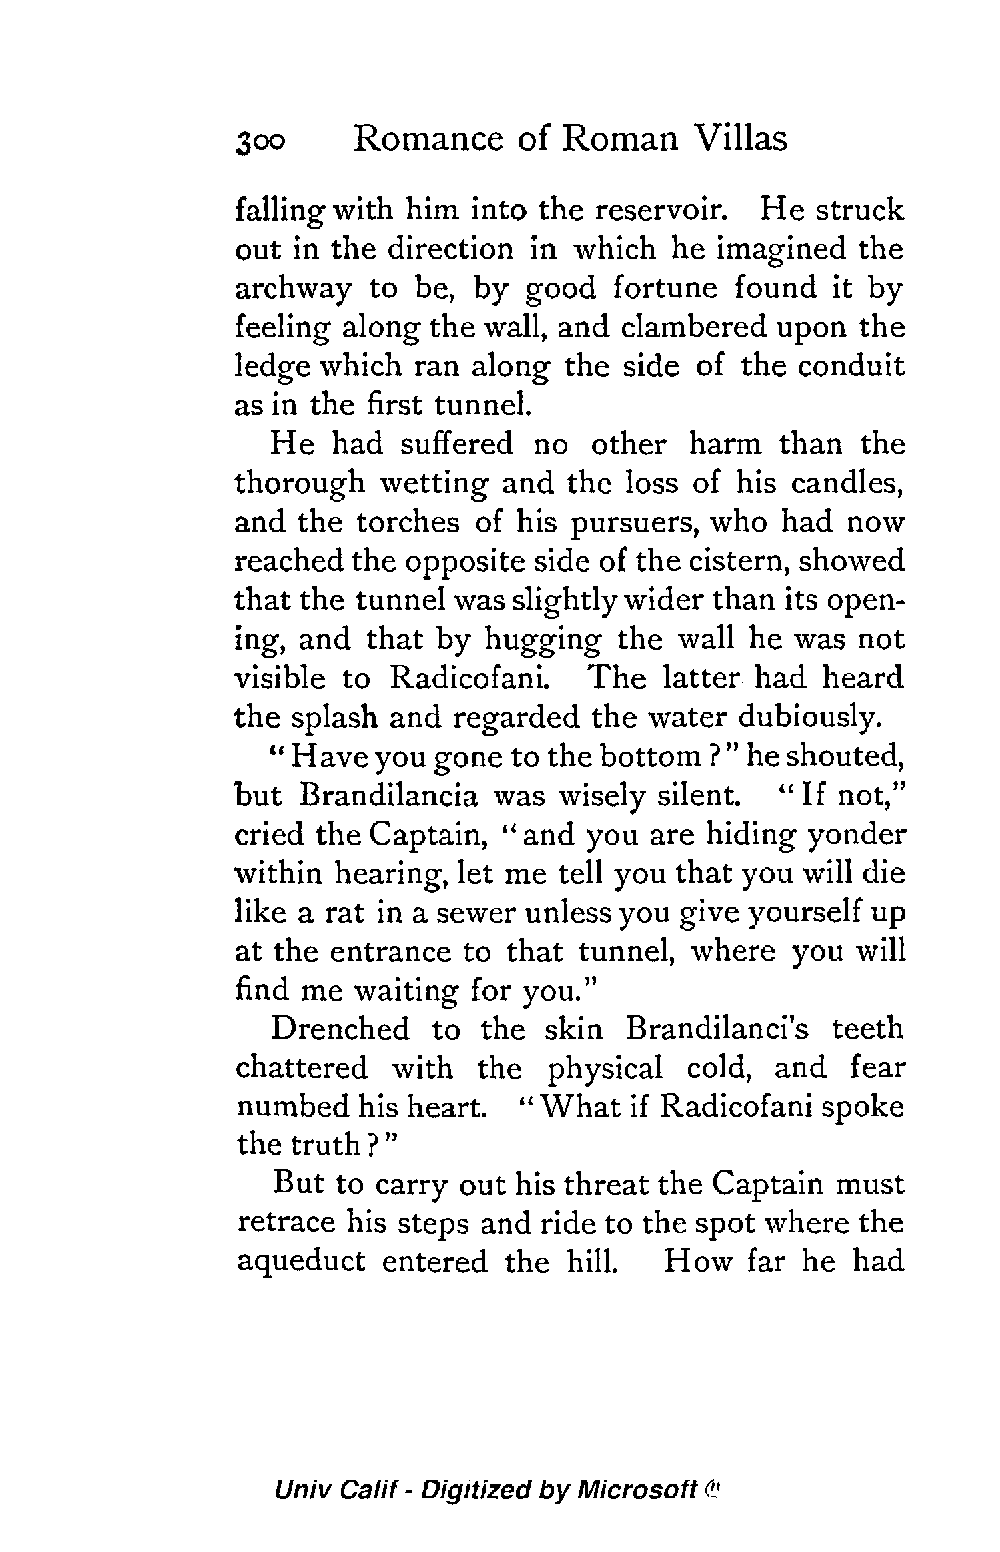 300 Romance of Roman Villas
falling with him into the reservoir. He struck
out in the direction in which he imagined the
archway to be, by good fortune found it by
feeling along the wall, and clambered upon the
ledge which ran along the side of the conduit
as in the first tunnel.
He had suffered no other harm than the
thorough wetting and the loss of his candles,
and the torches of his pursuers, who had now
reached the opposite side of the cistern, showed
that the tunnel was slightly wider than its open-
ing, and that by hugging the wall he was not
visible to Radicofani. The latter had heard
the splash and regarded the water dubiously.
"Have you gone to the bottom?" he shouted,
but Brandilancia was wisely silent. "If not,"
cried the Captain, "and you are hiding yonder
within hearing, let me tell you that you will die
like a rat in a sewer unless you give yourself up
at the entrance to that tunnel, where you will
find me waiting for you."
Drenched to the skin Brandilanci's teeth
chattered with the physical cold, and fear
numbed his heart. "What if Radicofani spoke
the truth?"
But to carry out his threat the Captain must
retrace his steps and ride to the spot where the
aqueduct entered the hill. How far he had
Univ Calif - Digitized by Microsoft ®